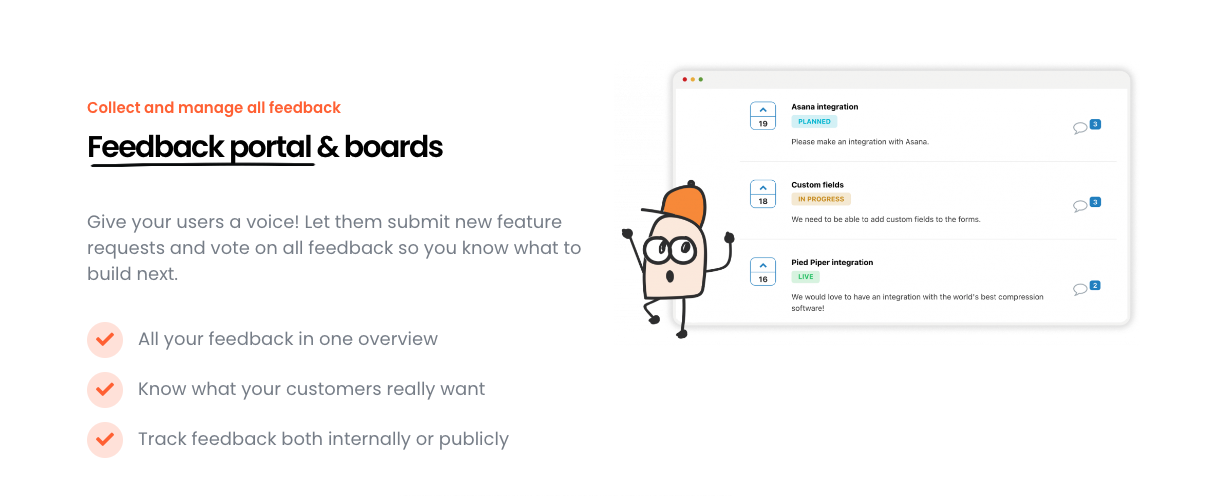 Collect and manage all feedback
Feedback portal & boards
Give your users a voice! Let them submit new feature
requests and vote on all feedback so you know what to
build next.
All your feedback in one overview
Know what your customers really want
Track feedback both internally or publicly
Asana integration
19
PLANNED
3
Please make an integration with Asana.
Custom fields
18
IN PROGRESS
3
We need to be able to add custom fields to the forms.
Pied Piper integration
16
LIVE
2
We would love to have an integration with the world's best compression
software!